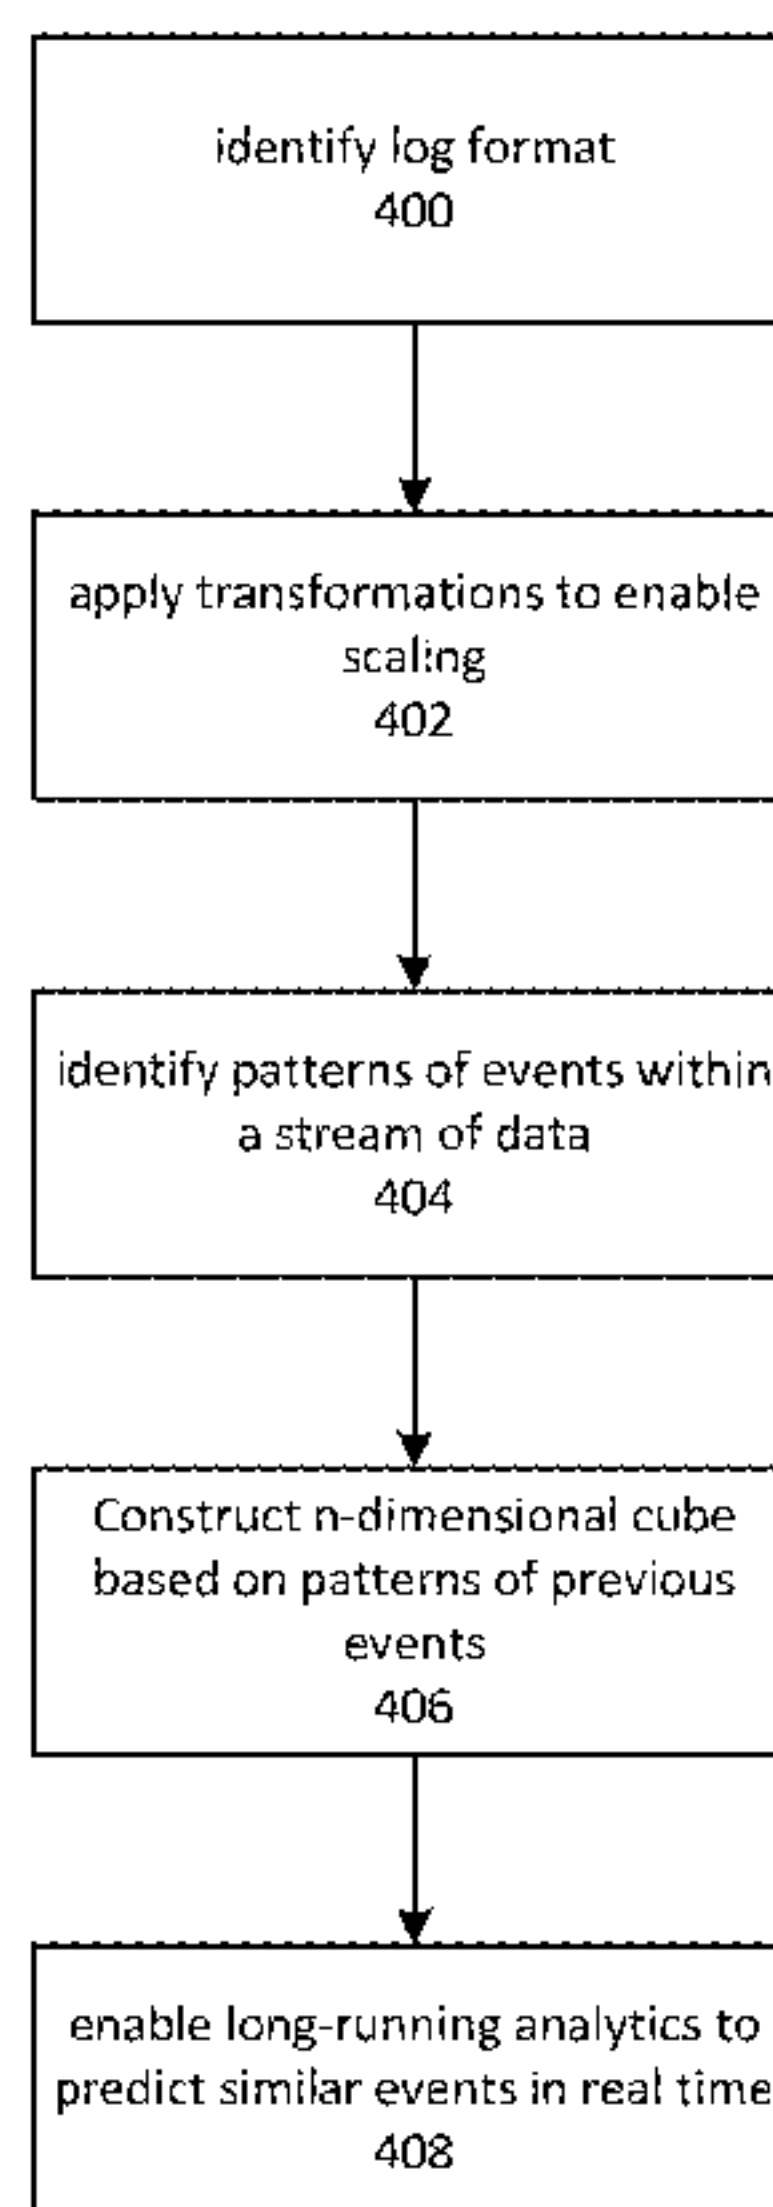 identify log format
400
apply transformations to enable
scaling
402
identify patterns of events within
a stream of data
404
Construct n-dimensional cube
based on patterns of previous
events
406
enable long-running analytics to
predict similar events in real time
408